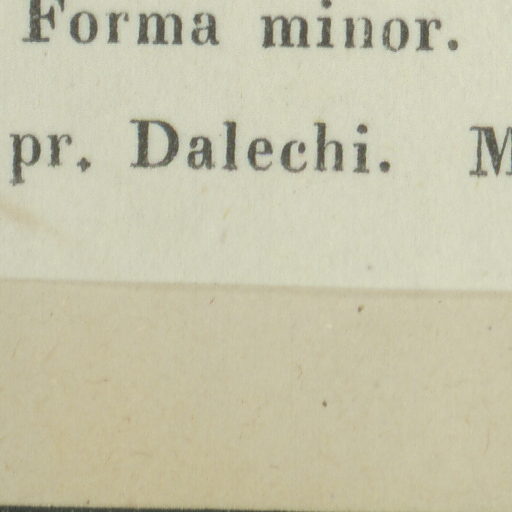 Forma minor.
pr. Dalechi. M